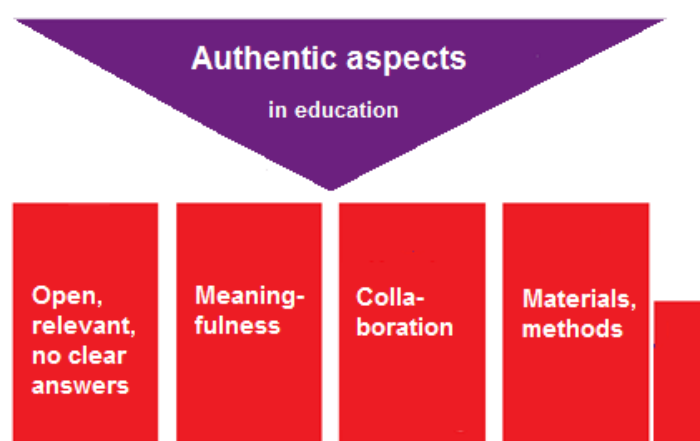 Authentic aspects
in education
Open,
relevant,
no clear
answers
Meaning-
fulness
Colla-
boration
Materials,
methods